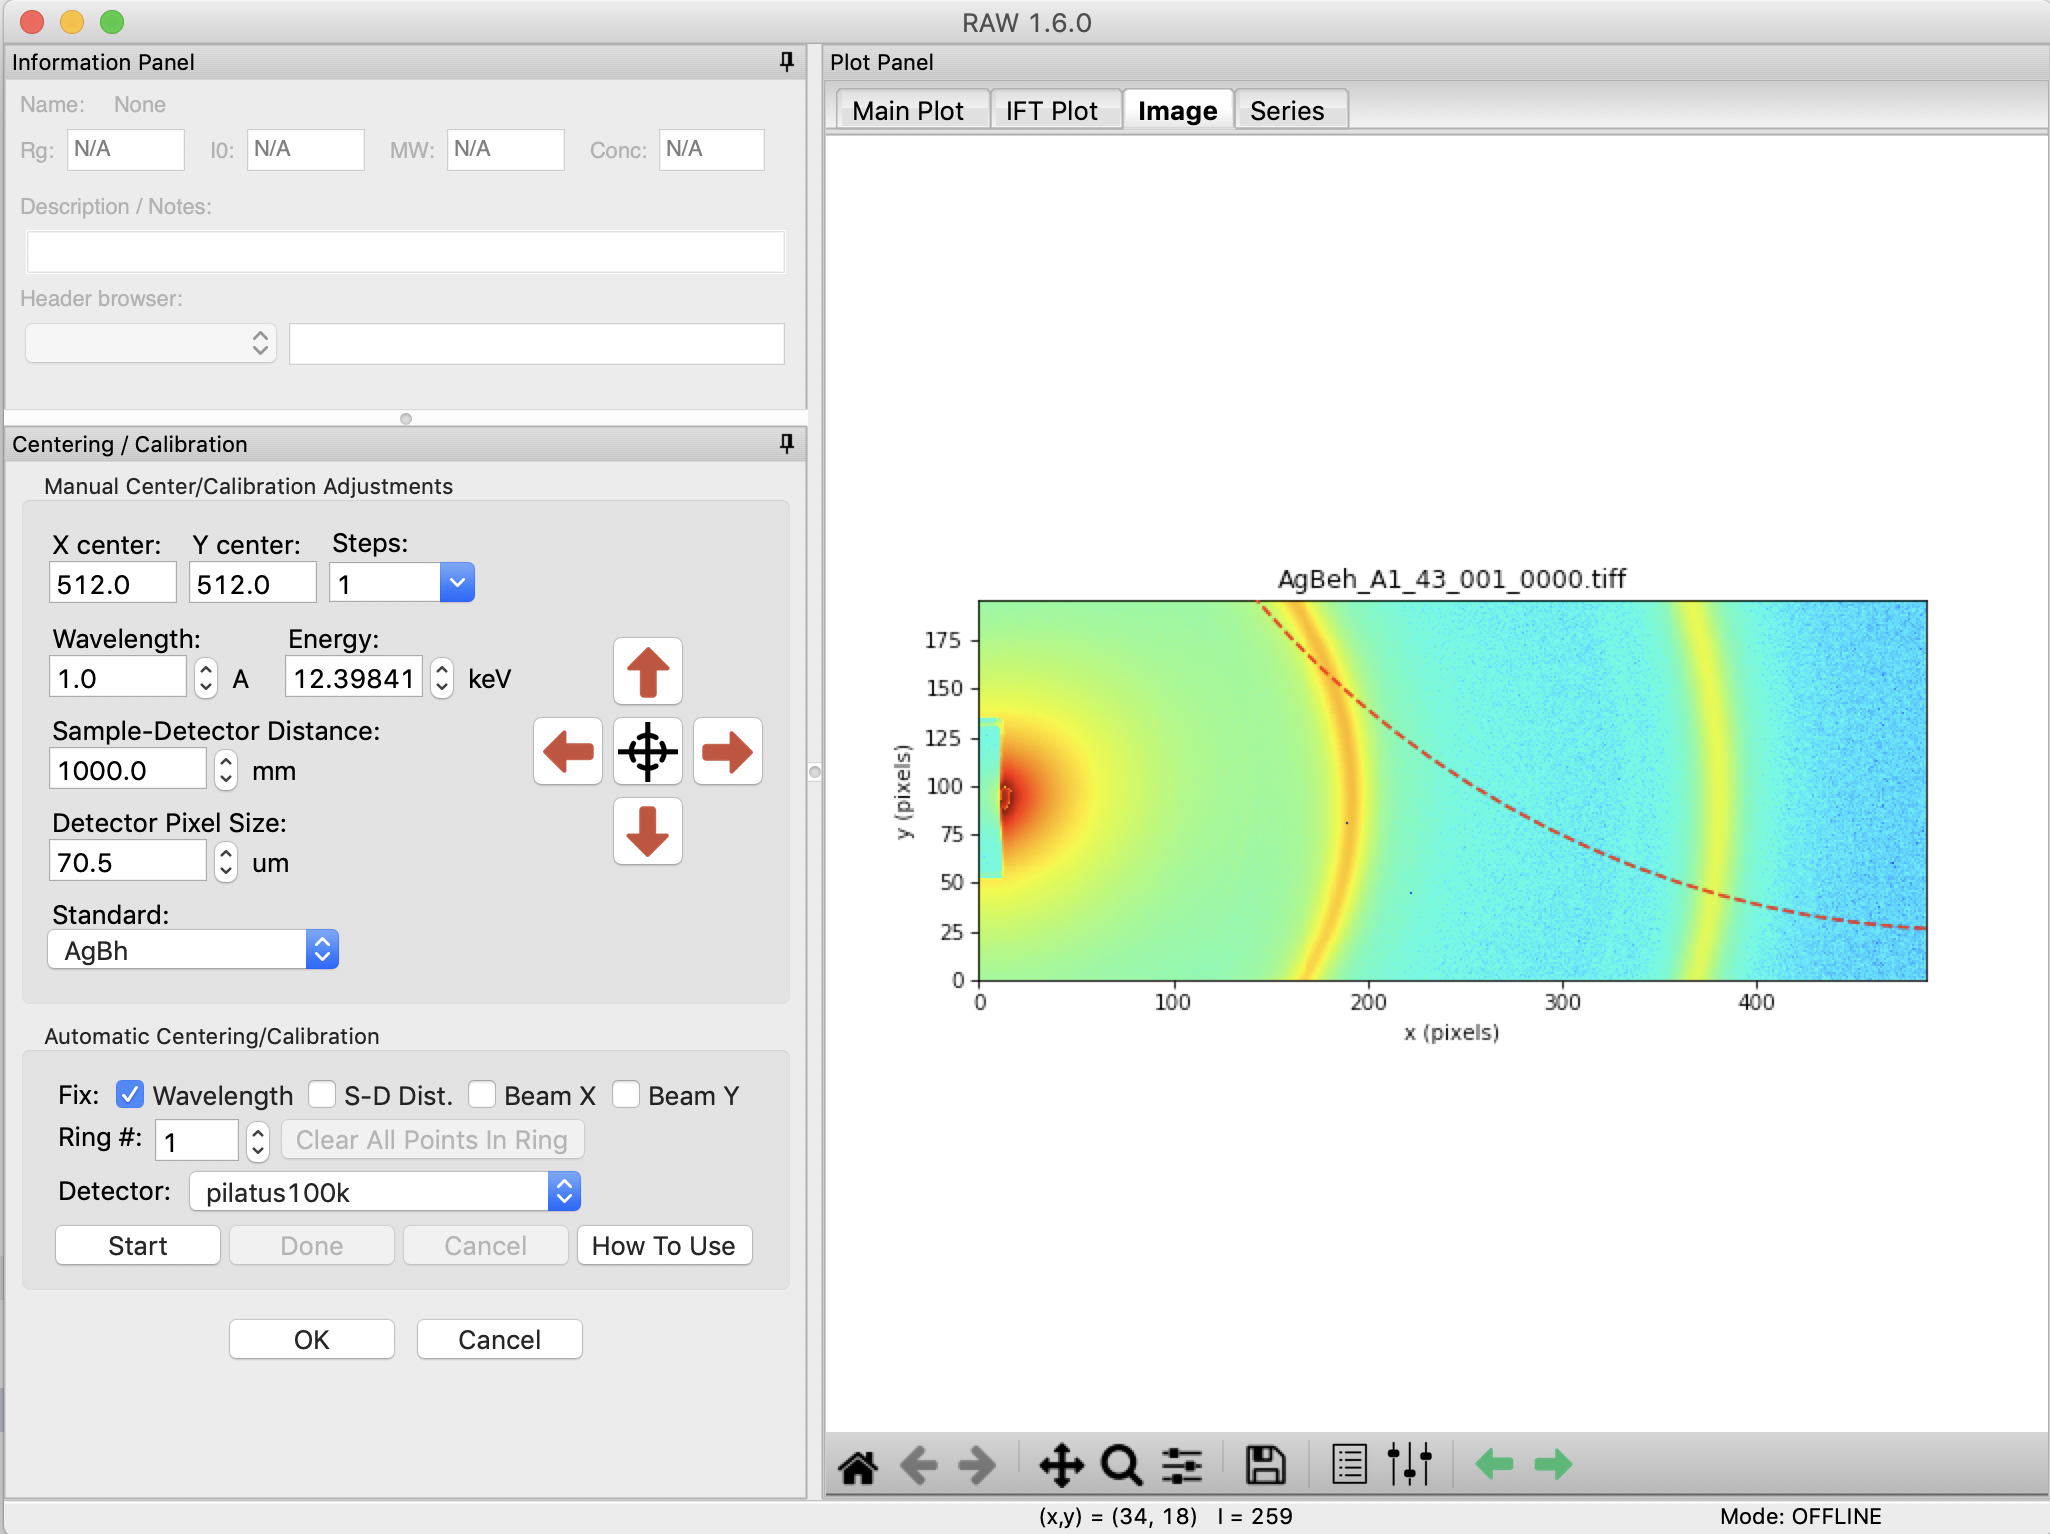 RAW 1.6.0
Information Panel
Name: None
Rg: N/A I0: N/A MW: N/A Conc: N/A
Description / Notes:
Header browser:
Centering / Calibration
Manual Center/Calibration Adjustments
X center: Y center: Steps:
512.0 512.0 1
Wavelength: Energy:
1.0 A 12.39841 keV
Sample-Detector Distance:
1000.0 mm
Detector Pixel Size:
70.5 um
Standard:
AgBh
Automatic Centering/Calibration
Fix: Wavelength S-D Dist. Beam X Beam Y
Ring #: 1 Clear All Points In Ring
Detector: pilatus100k
Start Done Cancel How To Use
OK Cancel
Plot Panel
Main Plot IFT Plot Image Series
AgBeh_A1_43_001_0000.tiff
175
150
125
100
75
50
25
0
y (pixels)
0 100 200 300 400
x (pixels)
(x,y) = (34, 18) I = 259
Mode: OFFLINE